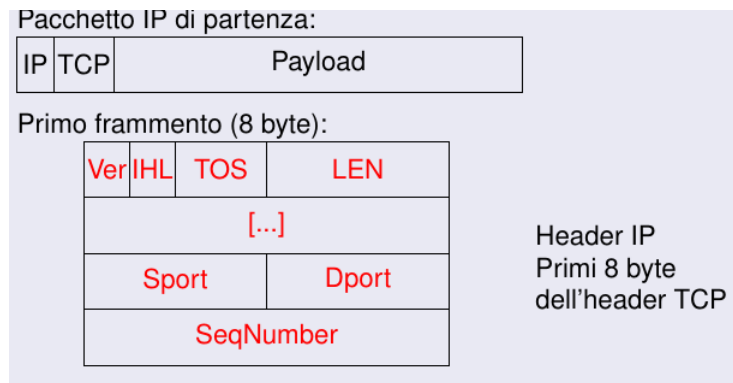 Pacchetto IP di partenza:
IP TCP Payload
Primo frammento (8 byte):
Ver IHL TOS LEN
[...]
Sport Dport
SeqNumber
Header IP
Primi 8 byte
dell'header TCP